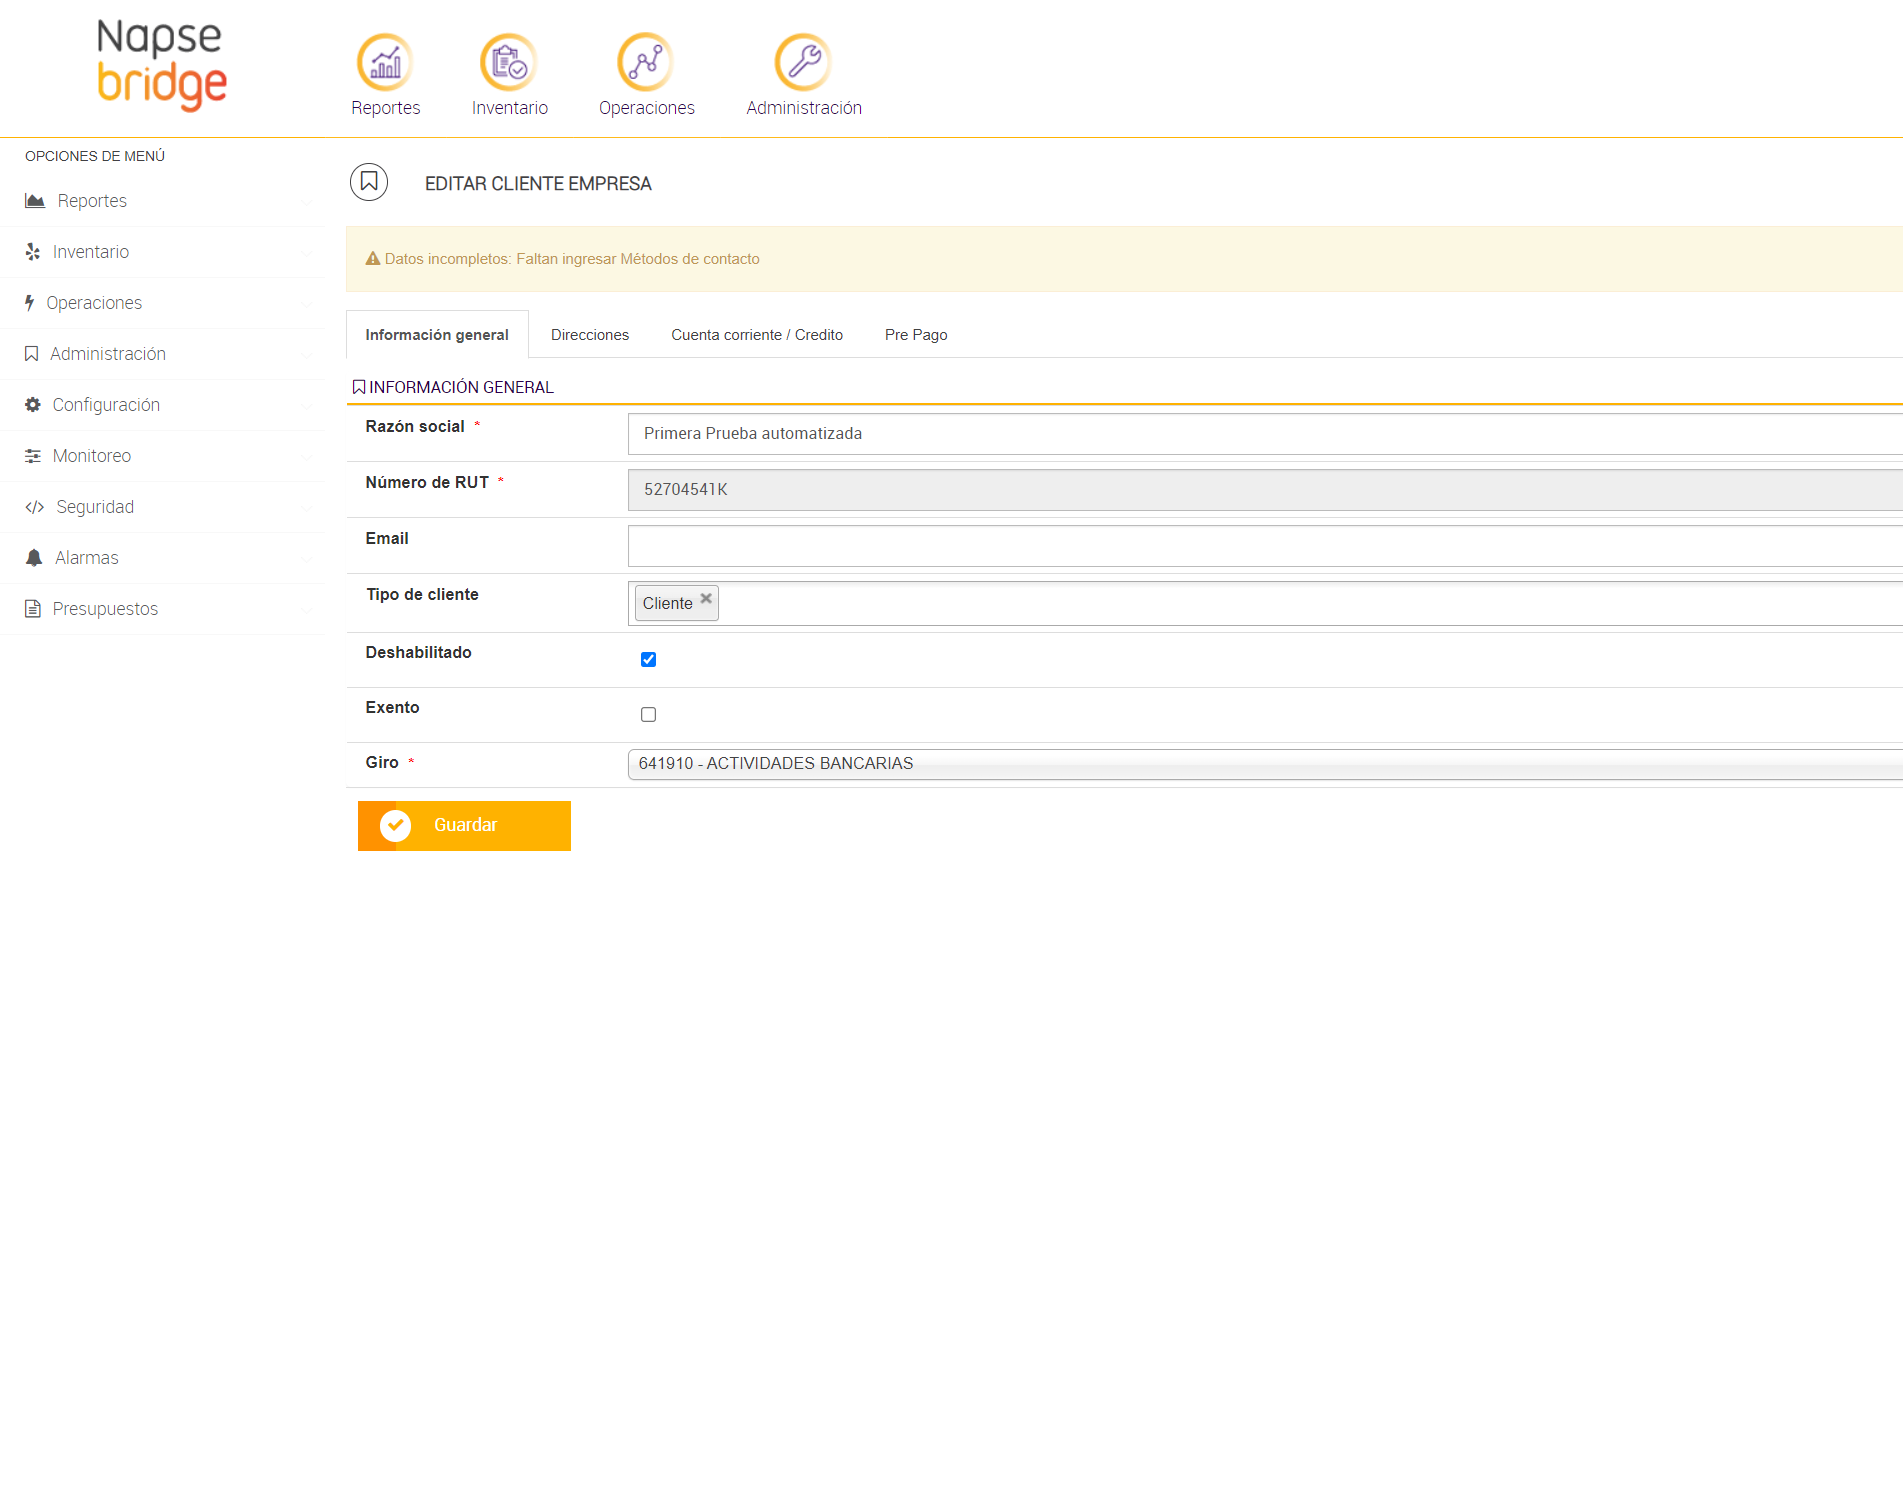 Napse
bridge
Reportes
Inventario
Operaciones
Administración
OPCIONES DE MENÚ
Reportes
Inventario
Operaciones
Administración
Configuración
Monitoreo
Seguridad
Alarmas
Presupuestos
EDITAR CLIENTE EMPRESA
Datos incompletos: Faltan ingresar Métodos de contacto
Información general
Direcciones
Cuenta corriente / Credito
Pre Pago
INFORMACIÓN GENERAL
Razón social *
Primera Prueba automatizada
Número de RUT *
52704541K
Email
Tipo de cliente
Cliente
Deshabilitado
Exento
Giro *
641910 - ACTIVIDADES BANCARIAS
Guardar